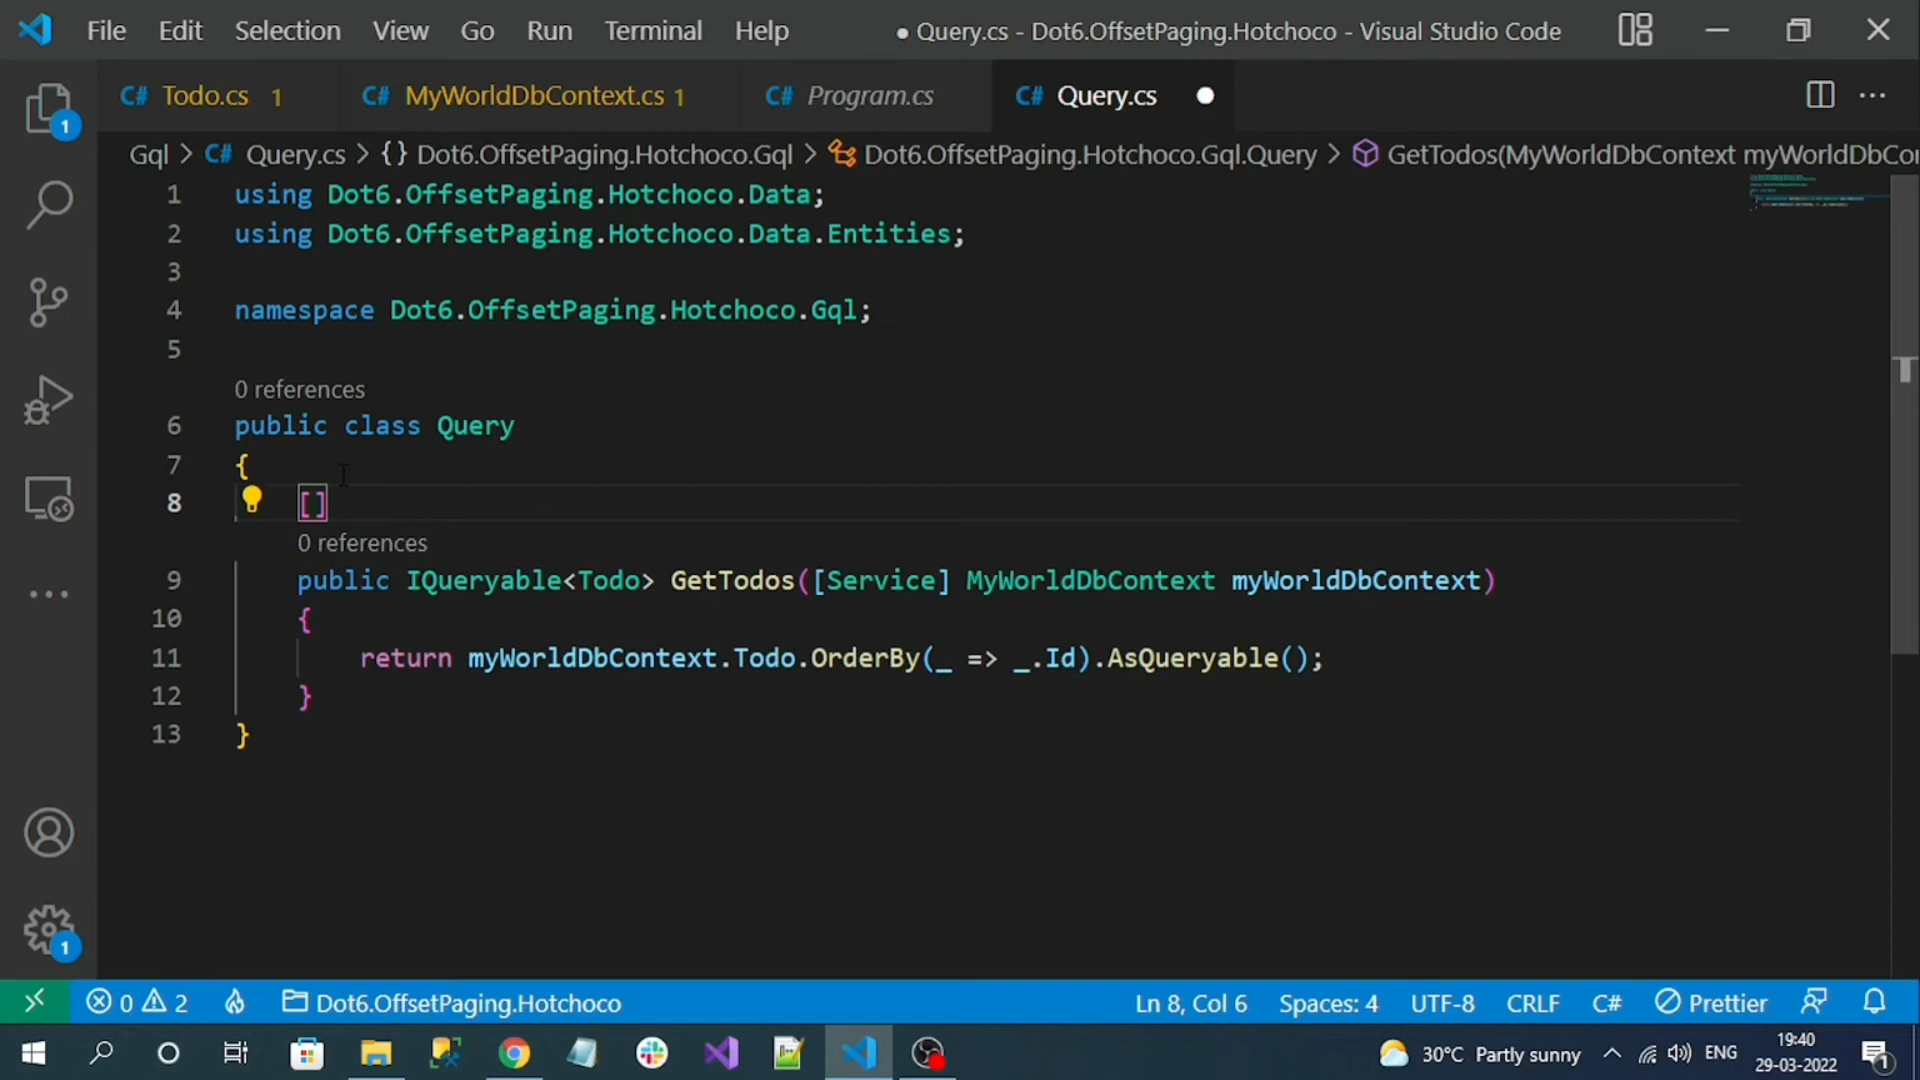 File Edit Selection View Go Run Terminal Help ● Query.cs - Dot6.OffsetPaging.Hotchoco - Visual Studio Code
C# Todo.cs 1 C# MyWorldDbContext.cs 1 C# Program.cs C# Query.cs
Gql > C# Query.cs > {} Dot6.OffsetPaging.Hotchoco.Gql > Dot6.OffsetPaging.Hotchoco.Gql.Query > GetTodos(MyWorldDbContext myWorldDbCo
1 using Dot6.OffsetPaging.Hotchoco.Data;
2 using Dot6.OffsetPaging.Hotchoco.Data.Entities;
3
4 namespace Dot6.OffsetPaging.Hotchoco.Gql;
5
0 references
6 public class Query
7 {
8 []
0 references
9 public IQueryable<Todo> GetTodos([Service] MyWorldDbContext myWorldDbContext)
10 {
11 return myWorldDbContext.Todo.OrderBy(_ => _.Id).AsQueryable();
12 }
13 }
1
1
0 2 Dot6.OffsetPaging.Hotchoco Ln 8, Col 6 Spaces: 4 UTF-8 CRLF C# Prettier
30°C Partly sunny ENG 19:40
29-03-2022 1